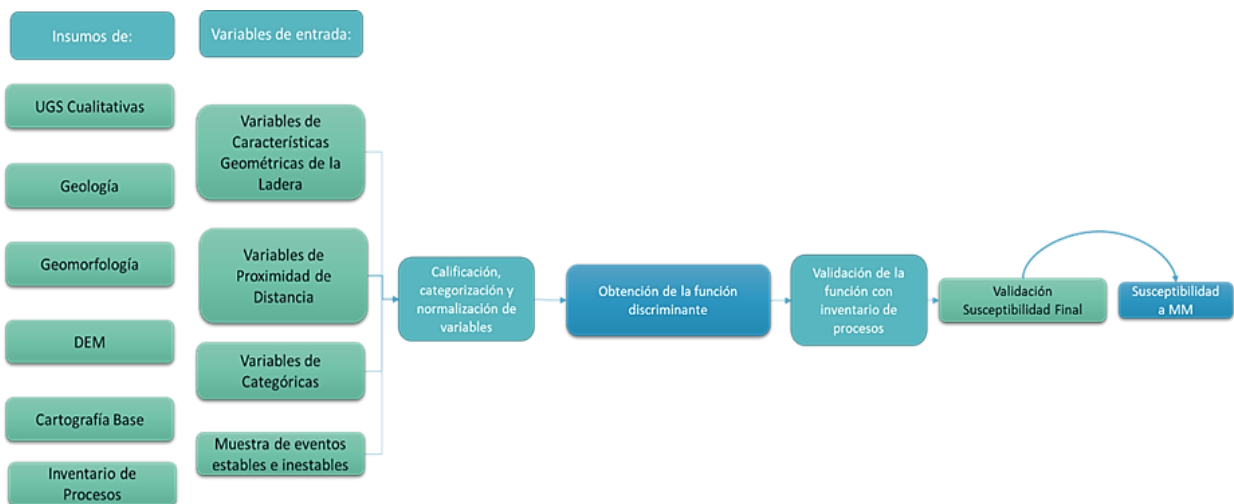 Insumos de:
UGS Cualitativas
Geología
Geomorfología
DEM
Cartografía Base
Inventario de
Procesos
Variables de entrada:
Variables de
Características
Geométricas de la
Ladera
Variables de
Proximidad de
Distancia
Variables de
Categóricas
Muestra de eventos
estables e inestables
Calificación,
categorización y
normalización de
variables
Obtención de la función
discriminante
Validación de la
función con
inventario de
procesos
Validación
Susceptibilidad Final
Susceptibilidad
a MM